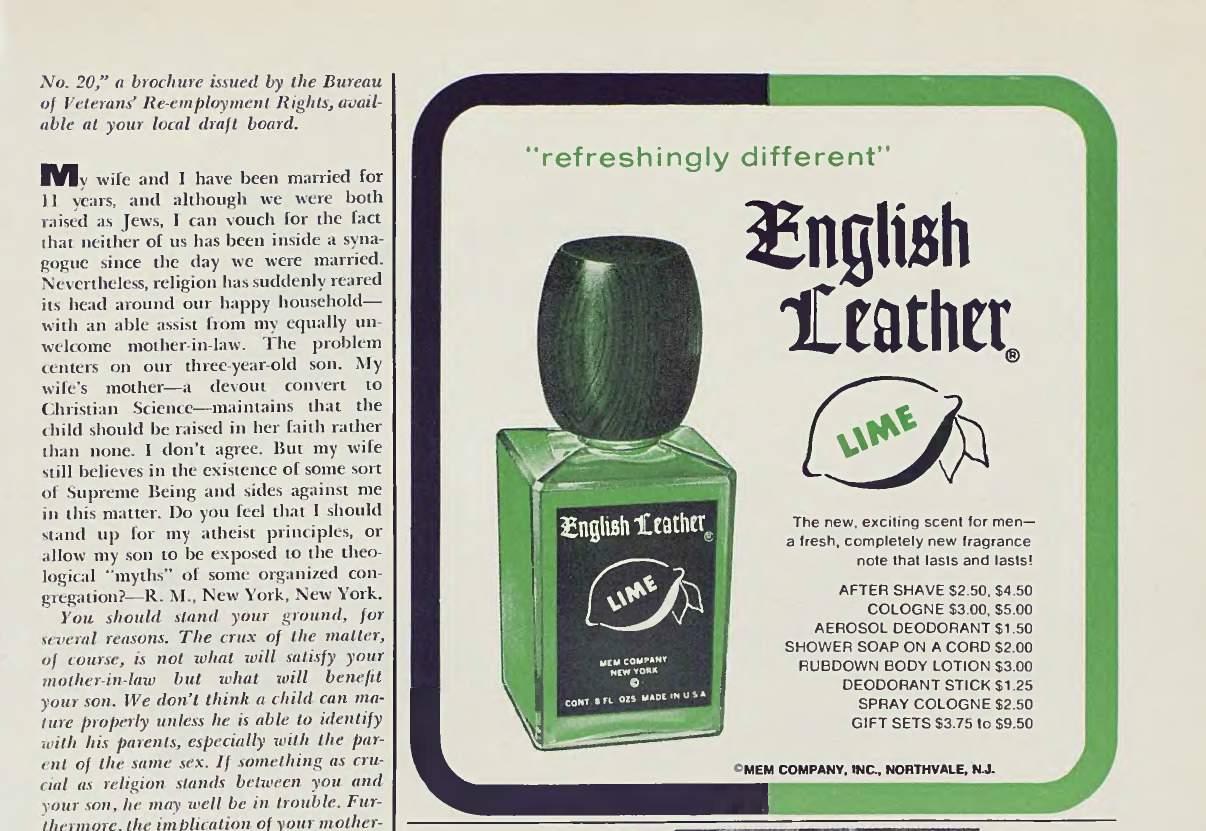 No. 20," a brochure issued by the Bureau
of Veterans' Re-employment Rights, avail-
able at your local draft board.
My wife and I have been married for
11 years, and although we were both
raised as Jews, I can vouch for the fact
that neither of us has been inside a syna-
gogue since the day we were married.
Nevertheless, religion has suddenly reared
its head around our happy household—
with an able assist from my equally un-
welcome mother-in-law. The problem
centers on our three-year-old son. My
wife's mother—a devout convert to
Christian Science—maintains that the
child should be raised in her faith rather
than none. I don't agree. But my wife
still believes in the existence of some sort
of Supreme Being and sides against me
in this matter. Do you feel that I should
stand up for my atheist principles, or
allow my son to be exposed to the theo-
logical "myths" of some organized con-
gregation?—R. M., New York, New York.
You should stand your ground, for
several reasons. The crux of the matter,
of course, is not what will satisfy your
mother-in-law but what will benefit
your son. We don't think a child can ma-
ture properly unless he is able to identify
with his parents, especially with the par-
ent of the same sex. If something as cru-
cial as religion stands between you and
your son, he may well be in trouble. Fur-
thermore, the implication of your mother-
"refreshingly different"
English
Leather®
LIME
The new, exciting scent for men—
a fresh, completely new fragrance
note that lasts and lasts!
AFTER SHAVE $2.50, $4.50
COLOGNE $3.00, $5.00
AEROSOL DEODORANT $1.50
SHOWER SOAP ON A CORD $2.00
RUBDOWN BODY LOTION $3.00
DEODORANT STICK $1.25
SPRAY COLOGNE $2.50
GIFT SETS $3.75 to $9.50
English Leather®
LIME
MEM COMPANY
NEW YORK
©
CONT. 8 FL. OZS. MADE IN U S A
©MEM COMPANY, INC., NORTHVALE, N.J.